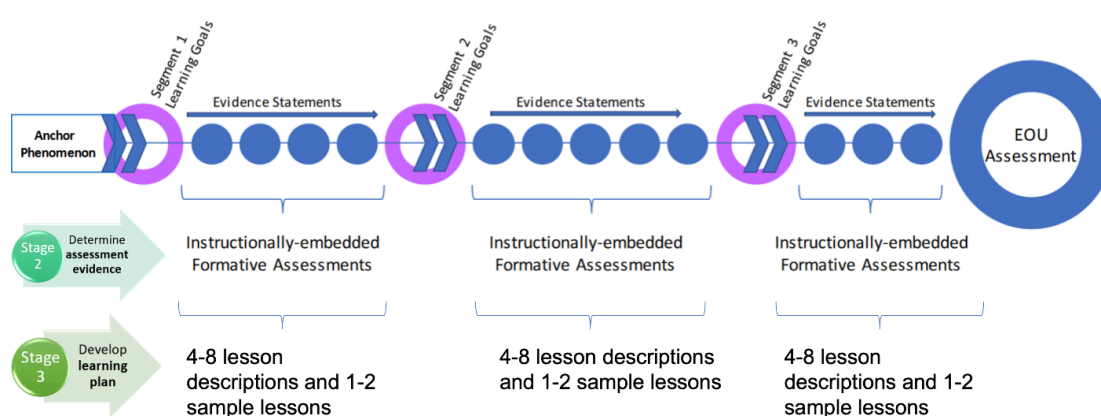 Segment 1
Learning Goals
Segment 2
Learning Goals
Segment 3
Learning Goals
Evidence Statements
Evidence Statements
Evidence Statements
Anchor
Phenomenon
EOU
Assessment
Stage
2
Determine
assessment
evidence
Instructionally-embedded
Formative Assessments
Instructionally-embedded
Formative Assessments
Instructionally-embedded
Formative Assessments
Stage
3
Develop
learning
plan
4-8 lesson
descriptions and 1-2
sample lessons
4-8 lesson descriptions
and 1-2 sample lessons
4-8 lesson
descriptions and 1-2
sample lessons